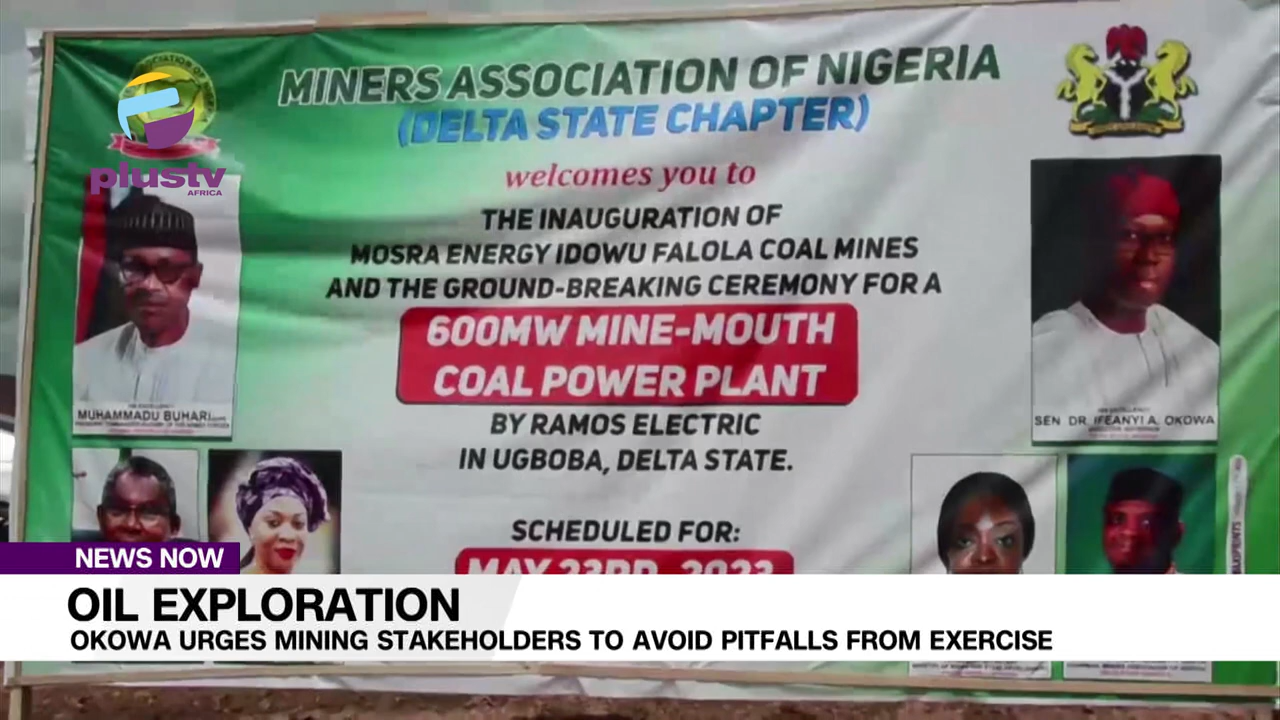 MINERS ASSOCIATION OF NIGERIA
(DELTA STATE CHAPTER)
plustv
AFRICA
welcomes you to
THE INAUGURATION OF
MOSRA ENERGY IDOWU FALOLA COAL MINES
AND THE GROUND-BREAKING CEREMONY FOR A
600MW MINE-MOUTH
COAL POWER PLANT
BY RAMOS ELECTRIC
IN UGBOBA, DELTA STATE.
MUHAMMADU BUHARI
SEN. DR. IFEANYI A. OKOWA
SCHEDULED FOR:
MAY 23RD, 2023
NEWS NOW
OIL EXPLORATION
OKOWA URGES MINING STAKEHOLDERS TO AVOID PITFALLS FROM EXERCISE